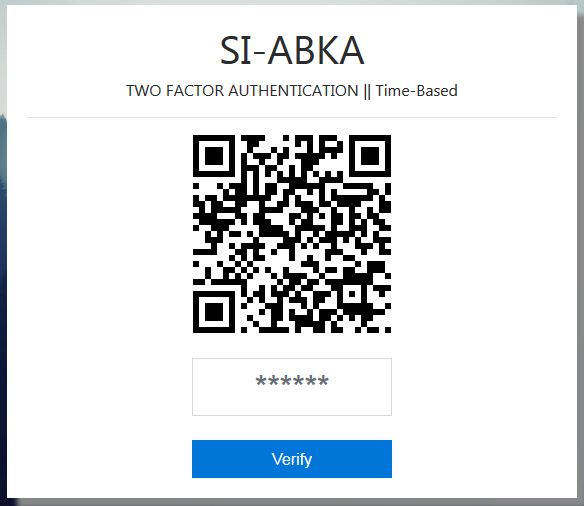 SI-ABKA
TWO FACTOR AUTHENTICATION || Time-Based
******
Verify